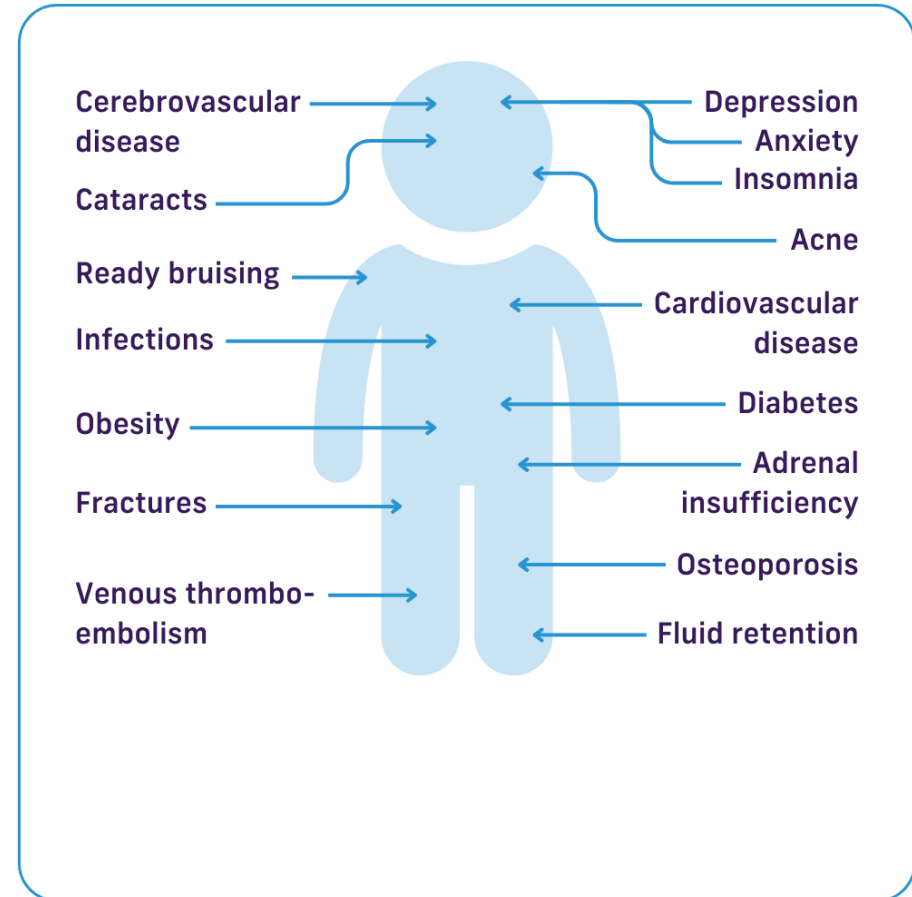 Cerebrovascular
disease
Cataracts
Ready bruising
Infections
Obesity
Fractures
Venous thrombo-
embolism
Depression
Anxiety
Insomnia
Acne
Cardiovascular
disease
Diabetes
Adrenal
insufficiency
Osteoporosis
Fluid retention